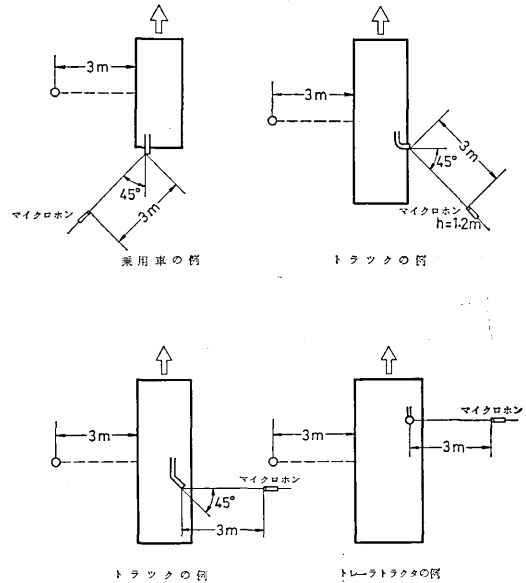 3m
45°
3m
マイクロホン
乗用車の例
3m
3m
45°
マイクロホン
h=1.2m
トラックの例
3m
45°
マイクロホン
3m
トラックの例
3m
マイクロホン
3m
トレーラトラクタの例